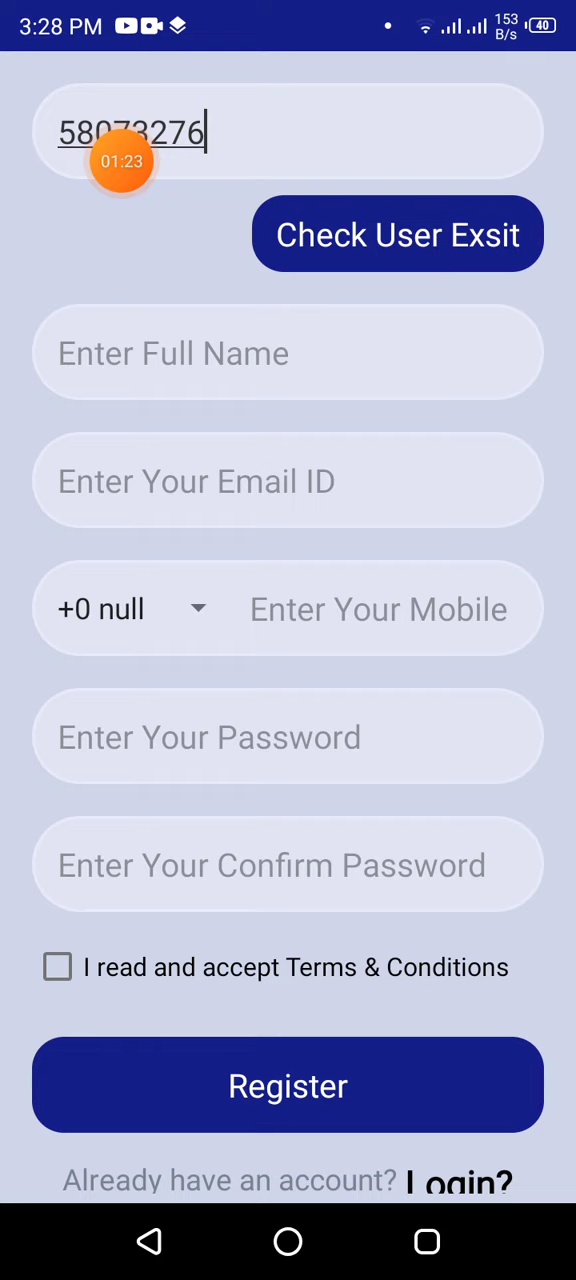 3:28 PM 153 B/s 40
58073276
01:23
Check User Exsit
Enter Full Name
Enter Your Email ID
+0 null Enter Your Mobile
Enter Your Password
Enter Your Confirm Password
I read and accept Terms & Conditions
Register
Already have an account? Login?